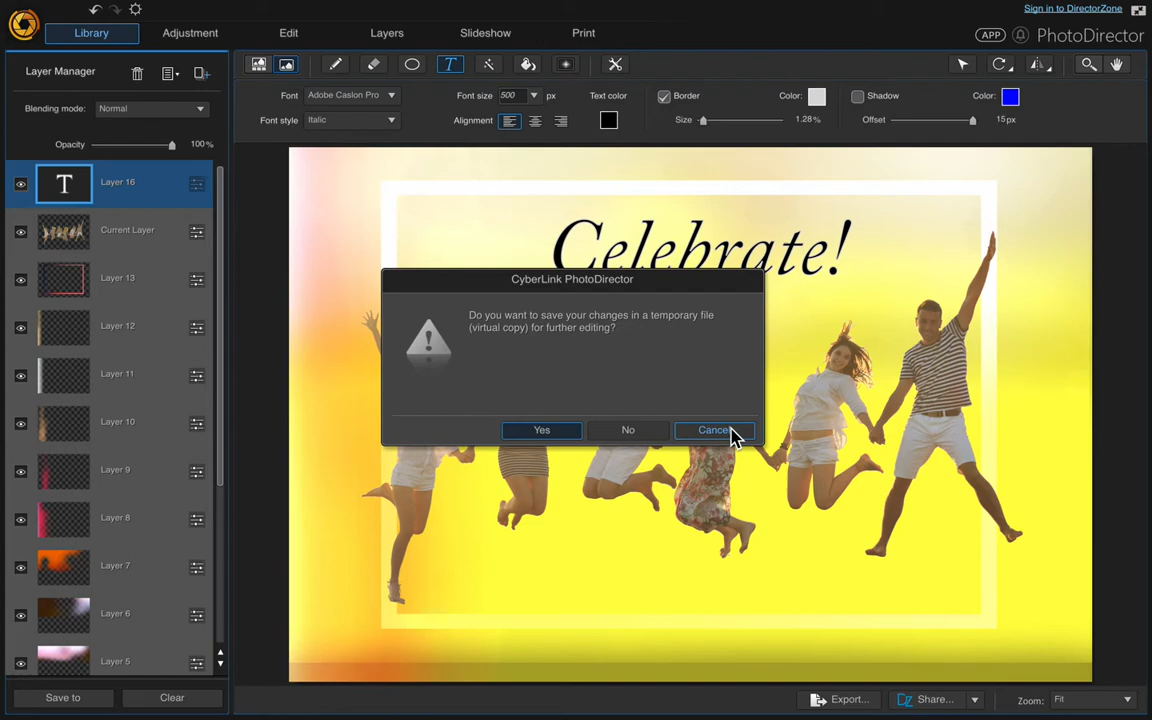 Sign in to DirectorZone
Library
Adjustment
Edit
Layers
Slideshow
Print
APP
PhotoDirector
Layer Manager
T
Font
Adobe Caslon Pro
Font size
500
px
Text color
Border
Color:
Shadow
Color:
Blending mode:
Normal
Font style
Italic
Alignment
Size
1.28%
Offset
15px
Opacity
100%
T
Layer 16
Current Layer
Layer 13
Layer 12
Layer 11
Layer 10
Layer 9
Layer 8
Layer 7
Layer 6
Layer 5
Celebrate!
CyberLink PhotoDirector
Do you want to save your changes in a temporary file
(virtual copy) for further editing?
Yes
No
Cancel
Save to
Clear
Export...
Share...
Zoom:
Fit